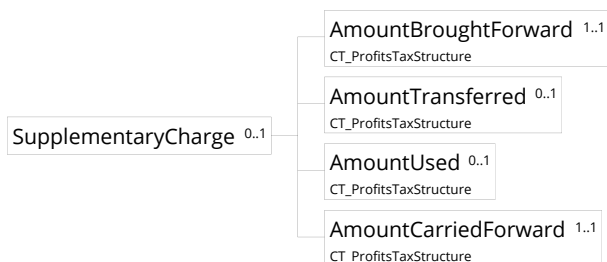 AmountBroughtForward 1..1
CT_ProfitsTaxStructure
AmountTransferred 0..1
CT_ProfitsTaxStructure
SupplementaryCharge 0..1
AmountUsed 0..1
CT_ProfitsTaxStructure
AmountCarriedForward 1..1
CT_ProfitsTaxStructure